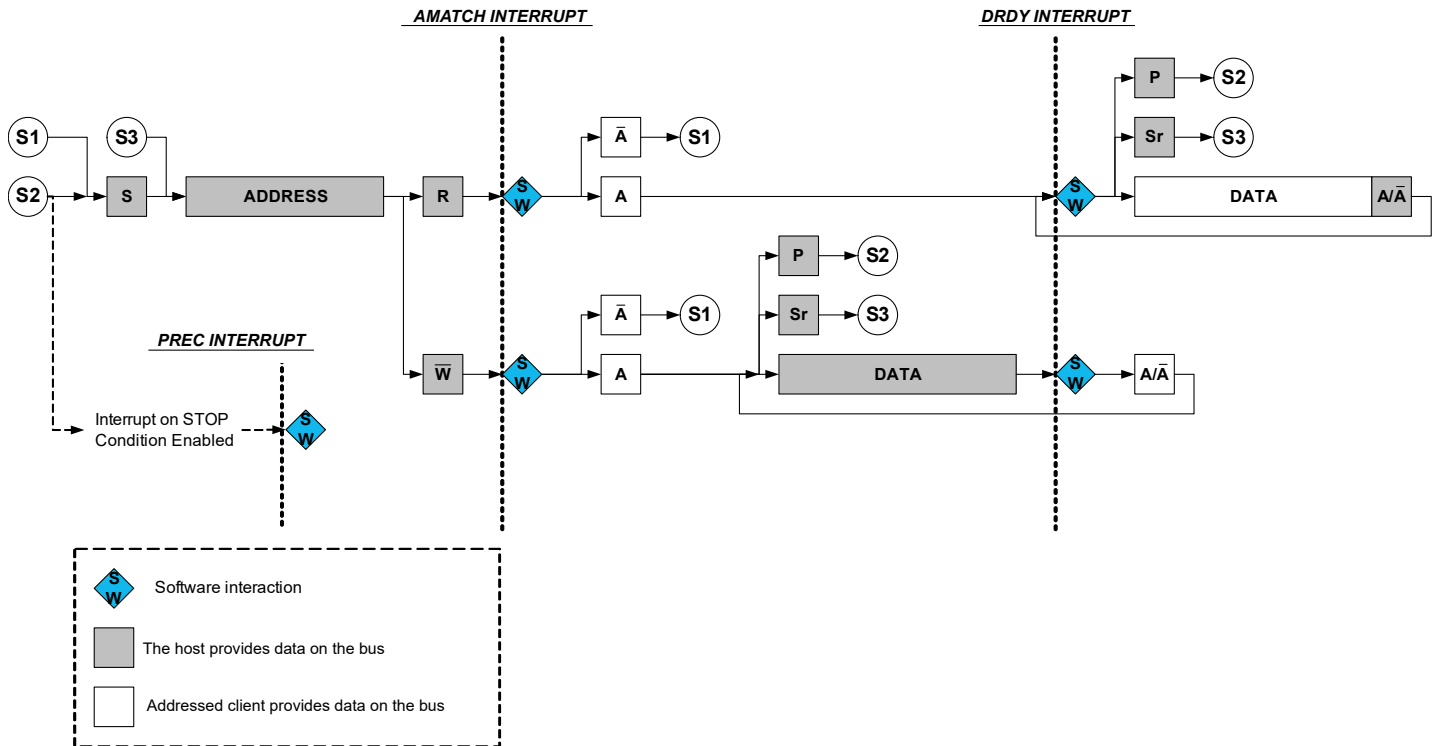 AMATCH INTERRUPT
DRDY INTERRUPT
P
S2
S1
S3
A̅
S1
Sr
S3
S2
S
ADDRESS
R
S
W
A
S
W
DATA
A/A̅
P
S2
A̅
S1
Sr
S3
PREC INTERRUPT
W̅
S
W
A
DATA
S
W
A/A̅
Interrupt on STOP
Condition Enabled
S
W
S
W
Software interaction
The host provides data on the bus
Addressed client provides data on the bus